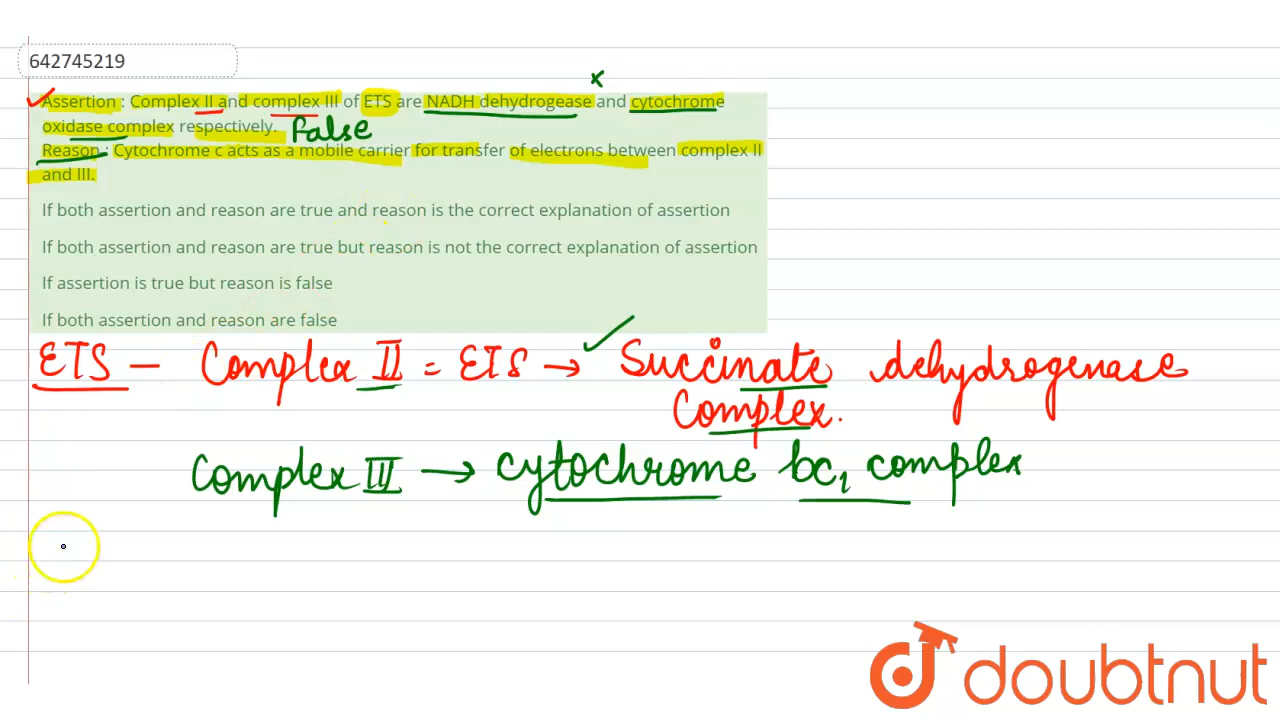 642745219
x
Assertion : Complex II and complex III of ETS are NADH dehydrogease and cytochrome
oxidase complex respectively. False
Reason : Cytochrome c acts as a mobile carrier for transfer of electrons between complex II
and III.
If both assertion and reason are true and reason is the correct explanation of assertion
If both assertion and reason are true but reason is not the correct explanation of assertion
If assertion is true but reason is false
If both assertion and reason are false
ETS - Complex II = ETS → Succinate dehydrogenase
Complex.
Complex III → cytochrome bc1 complex
doubtnut